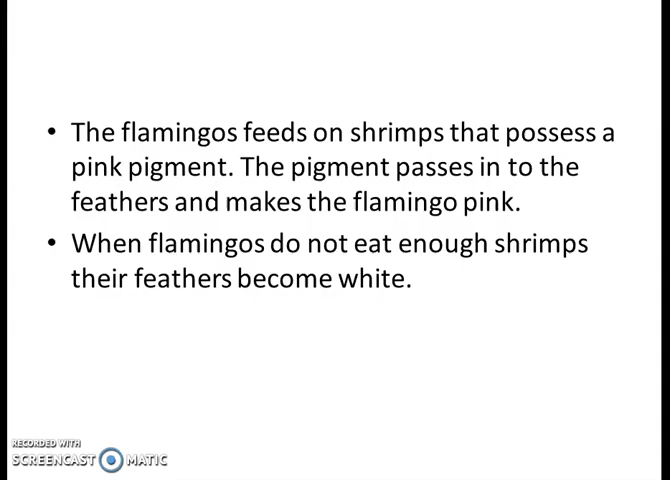 • The flamingos feeds on shrimps that possess a
pink pigment. The pigment passes in to the
feathers and makes the flamingo pink.
• When flamingos do not eat enough shrimps
their feathers become white.
RECORDED WITH
SCREENCAST MATIC